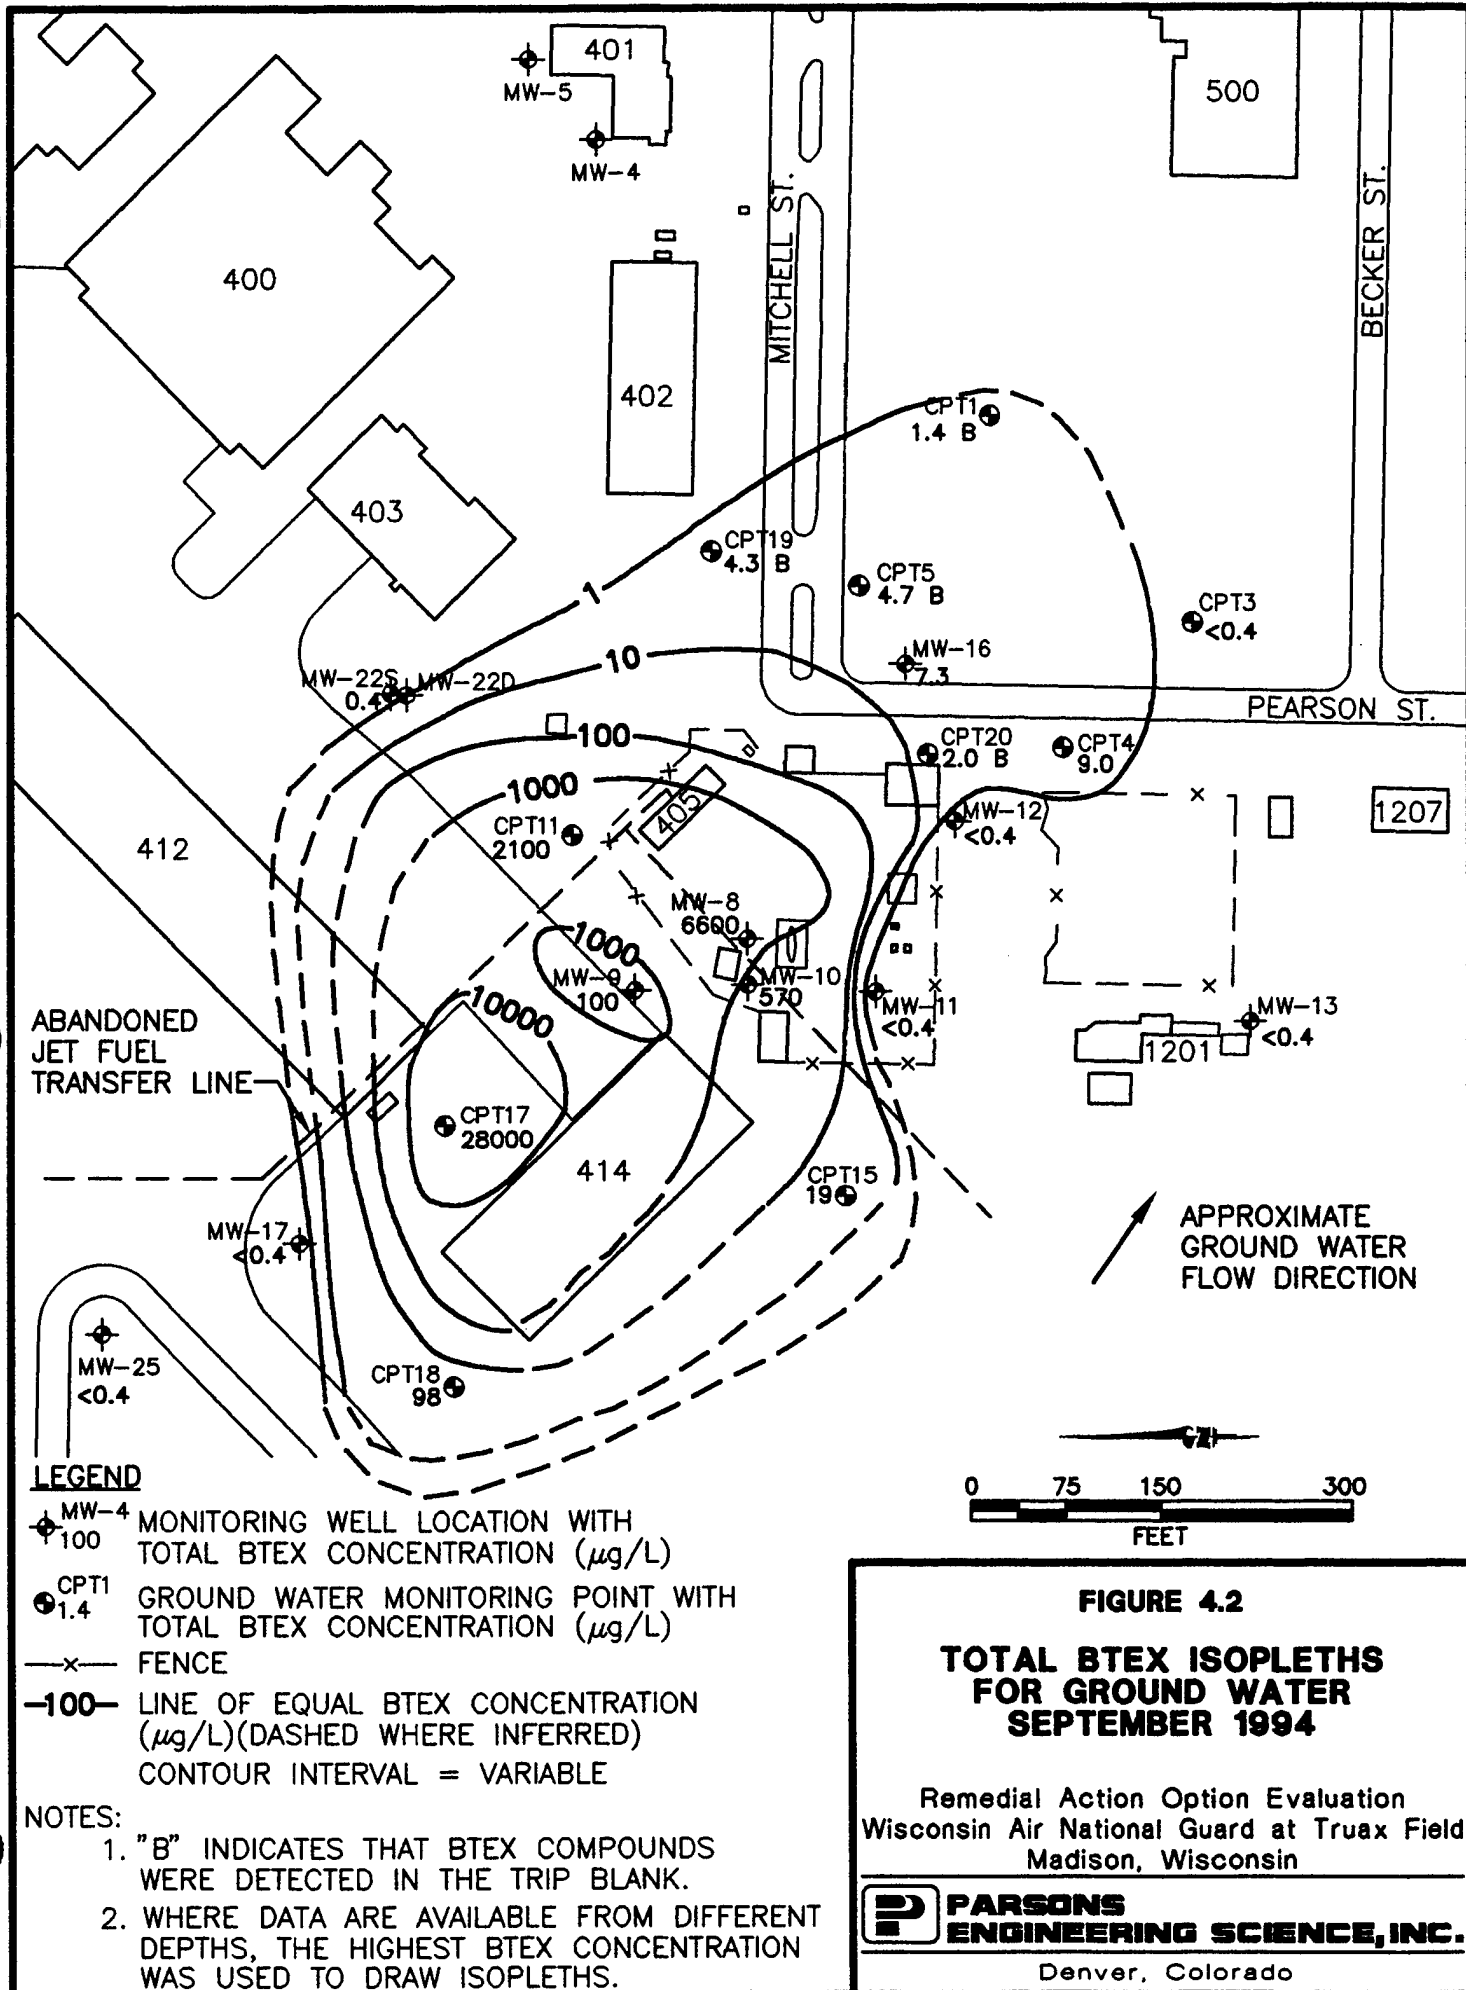 401
MW-5
MW-4
500
MITCHELL ST.
BECKER ST.
400
402
CPT1
1.4 B
403
CPT19
4.3 B
1
CPT5
4.7 B
CPT3
<0.4
10
MW-16
7.3
MW-22S
0.4
MW-22D
PEARSON ST.
100
CPT20
2.0 B
CPT4
9.0
1000
405
CPT11
2100
MW-12
<0.4
1207
412
MW-8
6600
1000
MW-9
100
MW-10
570
MW-11
<0.4
10000
MW-13
<0.4
1201
ABANDONED
JET FUEL
TRANSFER LINE
CPT17
28000
414
CPT15
19
MW-17
<0.4
APPROXIMATE
GROUND WATER
FLOW DIRECTION
MW-25
<0.4
CPT18
98
0 75 150 300
FEET
LEGEND
MW-4
100
MONITORING WELL LOCATION WITH
TOTAL BTEX CONCENTRATION (μg/L)
CPT1
1.4
GROUND WATER MONITORING POINT WITH
TOTAL BTEX CONCENTRATION (μg/L)
—x— FENCE
—100— LINE OF EQUAL BTEX CONCENTRATION
(μg/L)(DASHED WHERE INFERRED)
CONTOUR INTERVAL = VARIABLE
NOTES:
1. "B" INDICATES THAT BTEX COMPOUNDS
WERE DETECTED IN THE TRIP BLANK.
2. WHERE DATA ARE AVAILABLE FROM DIFFERENT
DEPTHS, THE HIGHEST BTEX CONCENTRATION
WAS USED TO DRAW ISOPLETHS.
FIGURE 4.2
TOTAL BTEX ISOPLETHS
FOR GROUND WATER
SEPTEMBER 1994
Remedial Action Option Evaluation
Wisconsin Air National Guard at Truax Field
Madison, Wisconsin
PARSONS
ENGINEERING SCIENCE, INC.
Denver, Colorado